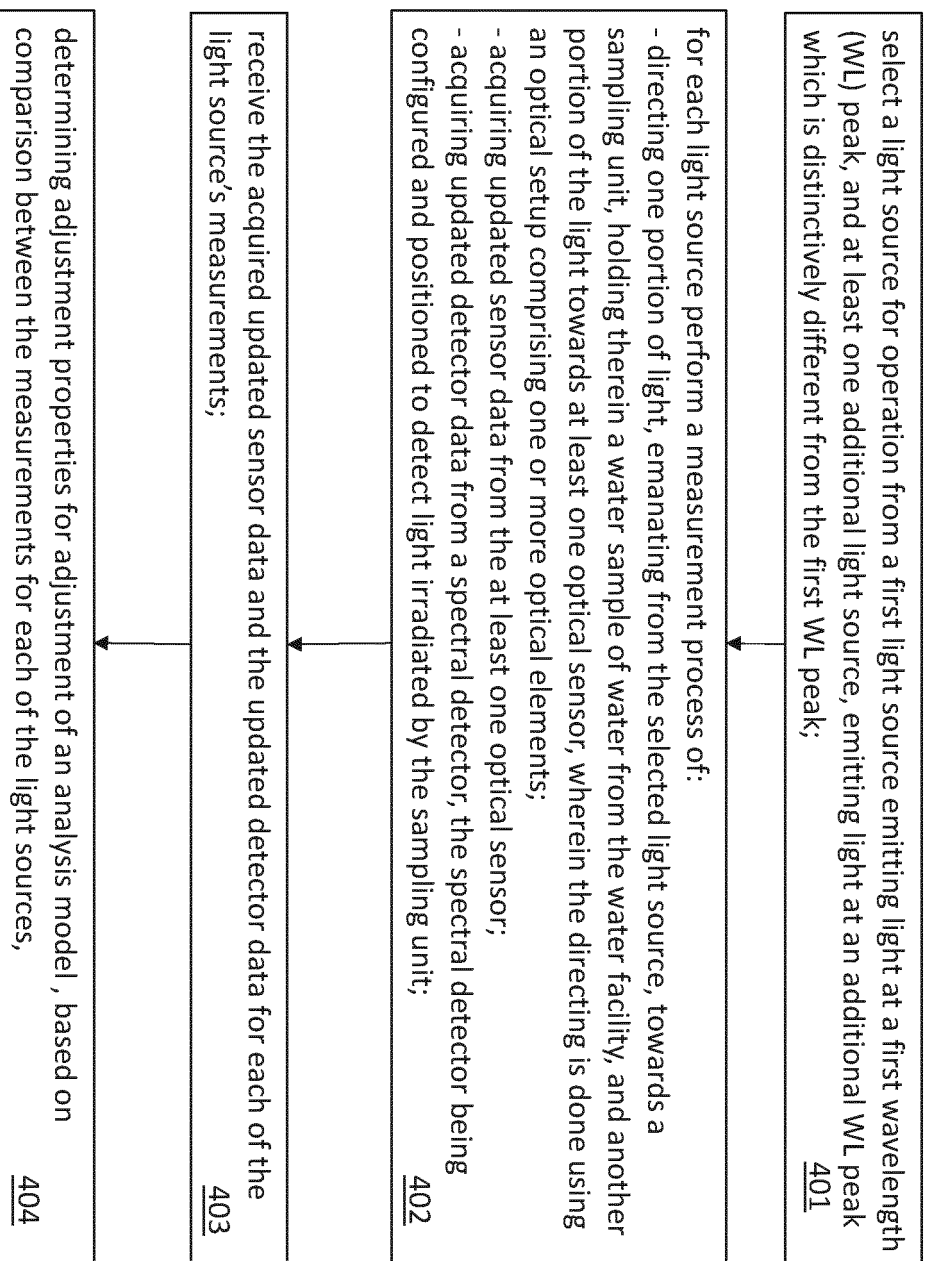 select a light source for operation from a first light source emitting light at a first wavelength
(WL) peak, and at least one additional light source, emitting light at an additional WL peak
which is distinctively different from the first WL peak;
401
for each light source perform a measurement process of:
- directing one portion of light, emanating from the selected light source, towards a
sampling unit, holding therein a water sample of water from the water facility, and another
portion of the light towards at least one optical sensor, wherein the directing is done using
an optical setup comprising one or more optical elements;
- acquiring updated sensor data from the at least one optical sensor;
- acquiring updated detector data from a spectral detector, the spectral detector being
configured and positioned to detect light irradiated by the sampling unit;
402
receive the acquired updated sensor data and the updated detector data for each of the
light source's measurements;
403
determining adjustment properties for adjustment of an analysis model , based on
comparison between the measurements for each of the light sources,
404